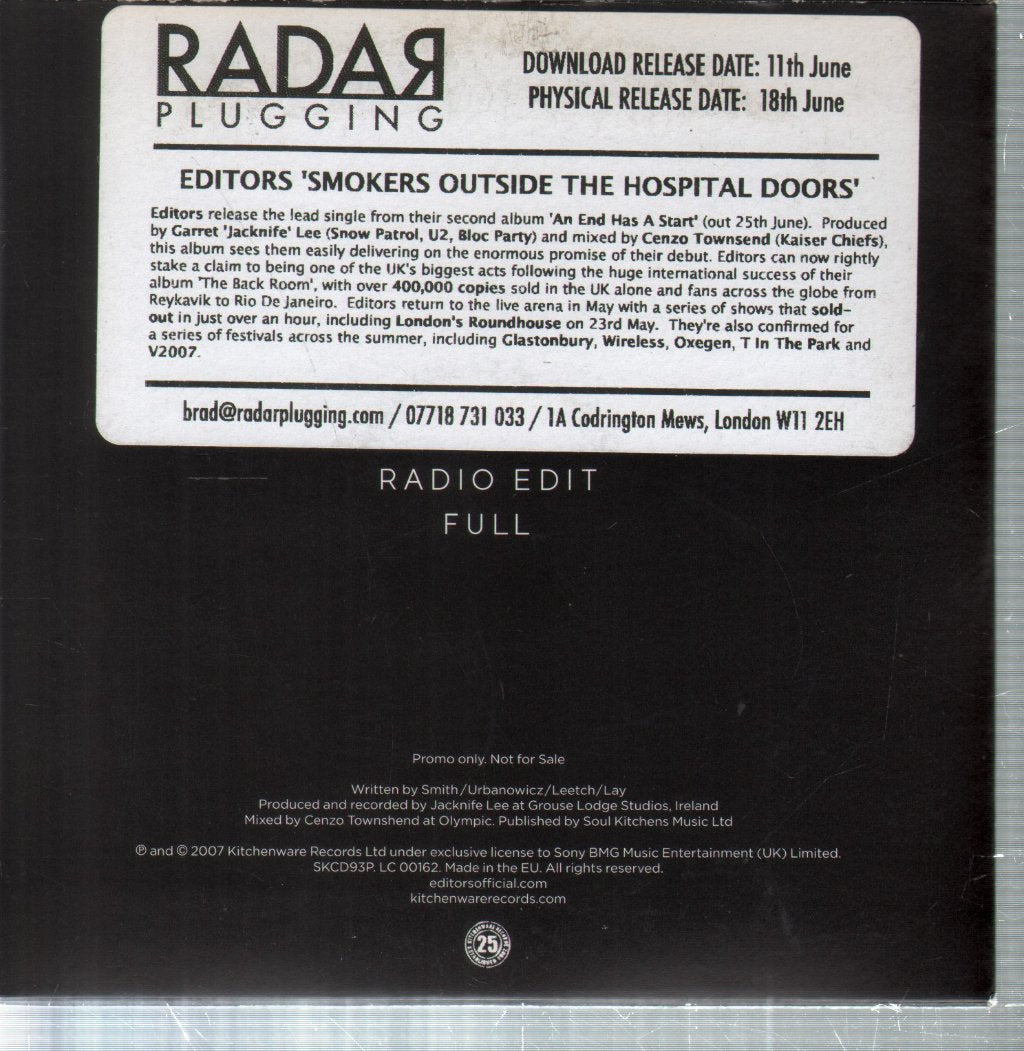 RADAR
PLUGGING
DOWNLOAD RELEASE DATE: 11th June
PHYSICAL RELEASE DATE: 18th June
EDITORS 'SMOKERS OUTSIDE THE HOSPITAL DOORS'
Editors release the lead single from their second album 'An End Has A Start' (out 25th June). Produced
by Garret 'Jacknife' Lee (Snow Patrol, U2, Bloc Party) and mixed by Cenzo Townsend (Kaiser Chiefs),
this album sees them easily delivering on the enormous promise of their debut. Editors can now rightly
stake a claim to being one of the UK's biggest acts following the huge international success of their
album 'The Back Room', with over 400,000 copies sold in the UK alone and fans across the globe from
Reykavik to Rio De Janeiro. Editors return to the live arena in May with a series of shows that sold-
out in just over an hour, including London's Roundhouse on 23rd May. They're also confirmed for
a series of festivals across the summer, including Glastonbury, Wireless, Oxegen, T In The Park and
V2007.
brad@radarplugging.com / 07718 731 033 / 1A Codrington Mews, London W11 2EH
RADIO EDIT
FULL
Promo only. Not for Sale
Written by Smith/Urbanowicz/Leetch/Lay
Produced and recorded by Jacknife Lee at Grouse Lodge Studios, Ireland
Mixed by Cenzo Townshend at Olympic. Published by Soul Kitchens Music Ltd
℗ and © 2007 Kitchenware Records Ltd under exclusive license to Sony BMG Music Entertainment (UK) Limited.
SKCD93P. LC 00162. Made in the EU. All rights reserved.
editorsofficial.com
kitchenwarerecords.com
KITCHENWARE RECORDS
25
ESTABLISHED 1982